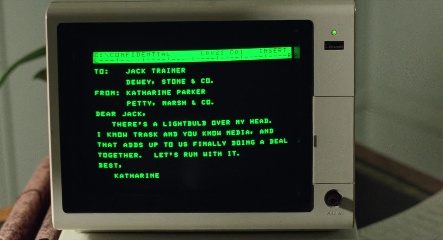 CONFIDENTIAL INSERT
TO: JACK TRAINER
DEWEY, STONE & CO.
FROM: KATHARINE PARKER
PETTY, MARSH & CO.
DEAR JACK,
THERE'S A LIGHTBULB OVER MY HEAD.
I KNOW TRASK AND YOU KNOW MEDIA, AND
THAT ADDS UP TO US FINALLY DOING A DEAL
TOGETHER. LET'S RUN WITH IT.
BEST,
KATHARINE